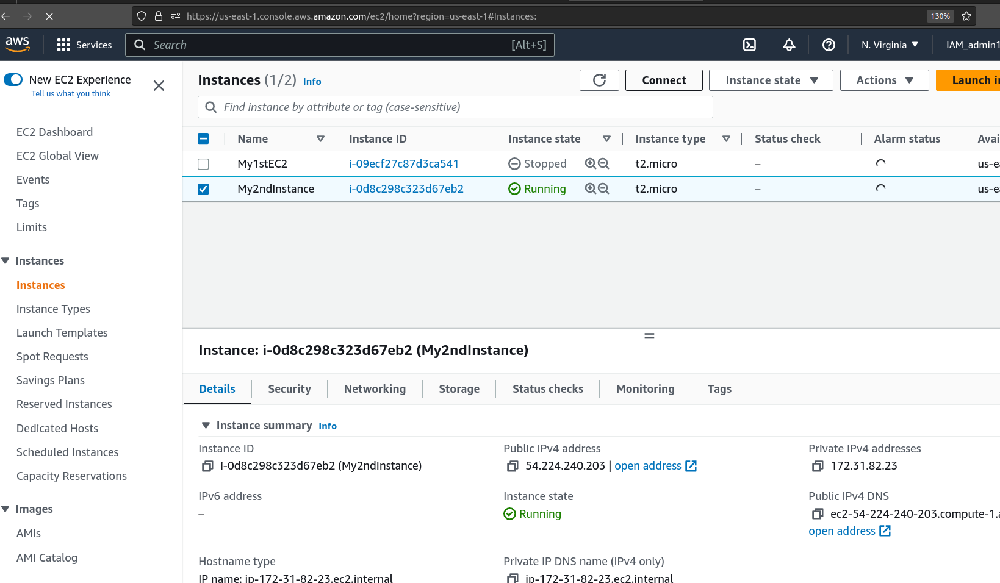 https://us-east-1.console.aws.amazon.com/ec2/home?region=us-east-1#Instances:
130%
aws
Services
Search
[Alt+S]
N. Virginia
IAM_admin1
New EC2 Experience
Tell us what you think
EC2 Dashboard
EC2 Global View
Events
Tags
Limits
Instances
Instances
Instance Types
Launch Templates
Spot Requests
Savings Plans
Reserved Instances
Dedicated Hosts
Scheduled Instances
Capacity Reservations
Images
AMIs
AMI Catalog
Instances (1/2) Info
Connect
Instance state
Actions
Launch
Find instance by attribute or tag (case-sensitive)
Name Instance ID Instance state Instance type Status check Alarm status
My1stEC2 i-09ecf27c87d3ca541 Stopped t2.micro –
My2ndInstance i-0d8c298c323d67eb2 Running t2.micro –
Instance: i-0d8c298c323d67eb2 (My2ndInstance)
Details Security Networking Storage Status checks Monitoring Tags
Instance summary Info
Instance ID
i-0d8c298c323d67eb2 (My2ndInstance)
Public IPv4 address
54.224.240.203 | open address
Private IPv4 addresses
172.31.82.23
IPv6 address
–
Instance state
Running
Public IPv4 DNS
ec2-54-224-240-203.compute-1.
open address
Hostname type
IP name: ip-172-31-82-23.ec2.internal
Private IP DNS name (IPv4 only)
ip-172-31-82-23.ec2.internal